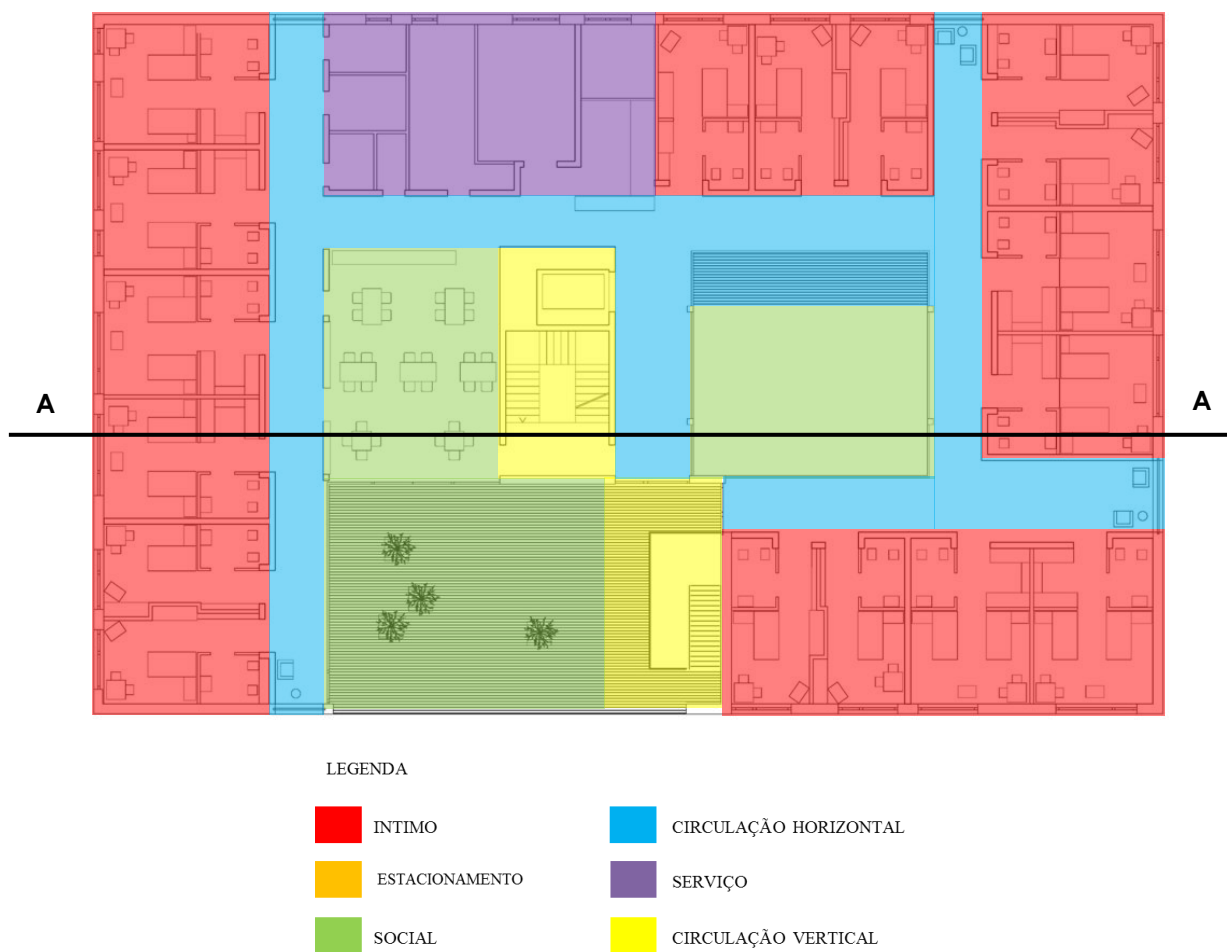 A
A
LEGENDA
INTIMO
CIRCULAÇÃO HORIZONTAL
ESTACIONAMENTO
SERVIÇO
SOCIAL
CIRCULAÇÃO VERTICAL